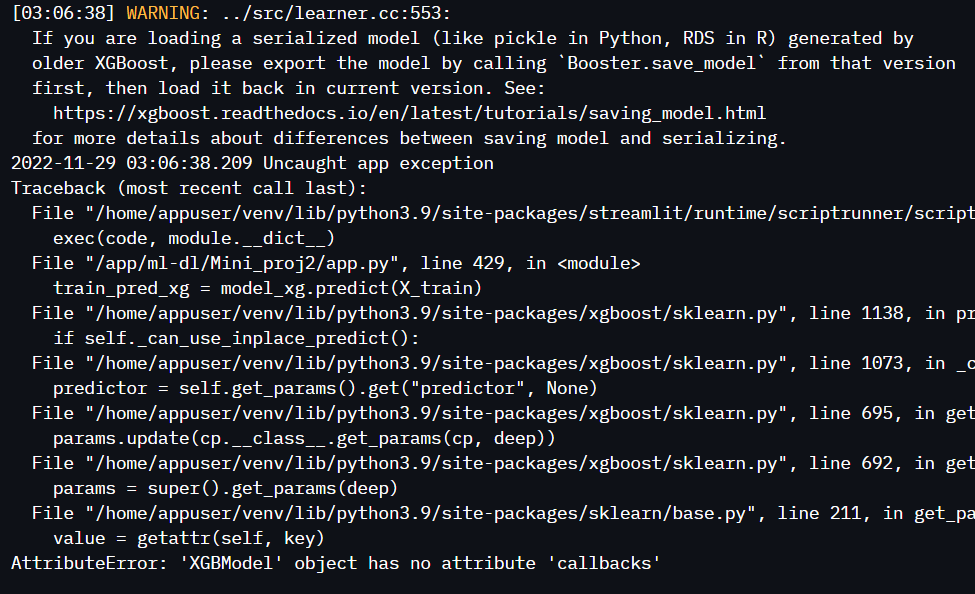 [03:06:38] WARNING: ../src/learner.cc:553:
If you are loading a serialized model (like pickle in Python, RDS in R) generated by
older XGBoost, please export the model by calling `Booster.save_model` from that version
first, then load it back in current version. See:
https://xgboost.readthedocs.io/en/latest/tutorials/saving_model.html
for more details about differences between saving model and serializing.
2022-11-29 03:06:38.209 Uncaught app exception
Traceback (most recent call last):
File "/home/appuser/venv/lib/python3.9/site-packages/streamlit/runtime/scriptrunner/script
exec(code, module.__dict__)
File "/app/ml-dl/Mini_proj2/app.py", line 429, in <module>
train_pred_xg = model_xg.predict(X_train)
File "/home/appuser/venv/lib/python3.9/site-packages/xgboost/sklearn.py", line 1138, in pr
if self._can_use_inplace_predict():
File "/home/appuser/venv/lib/python3.9/site-packages/xgboost/sklearn.py", line 1073, in _c
predictor = self.get_params().get("predictor", None)
File "/home/appuser/venv/lib/python3.9/site-packages/xgboost/sklearn.py", line 695, in get
params.update(cp.__class__.get_params(cp, deep))
File "/home/appuser/venv/lib/python3.9/site-packages/xgboost/sklearn.py", line 692, in get
params = super().get_params(deep)
File "/home/appuser/venv/lib/python3.9/site-packages/sklearn/base.py", line 211, in get_pa
value = getattr(self, key)
AttributeError: 'XGBModel' object has no attribute 'callbacks'